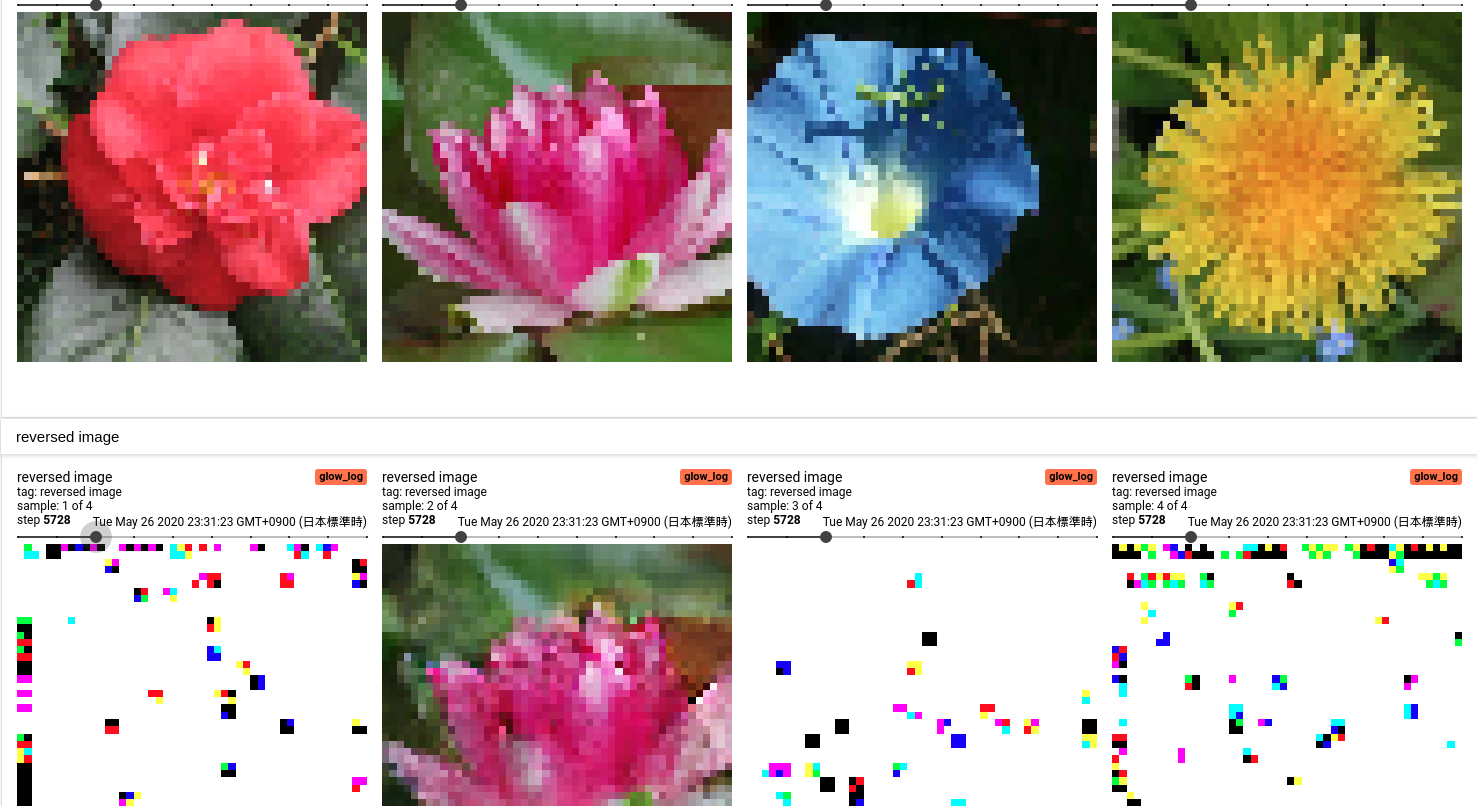 reversed image
reversed image glow_log
tag: reversed image
sample: 1 of 4
step 5728 Tue May 26 2020 23:31:23 GMT+0900 (日本標準時)
reversed image glow_log
tag: reversed image
sample: 2 of 4
step 5728 Tue May 26 2020 23:31:23 GMT+0900 (日本標準時)
reversed image glow_log
tag: reversed image
sample: 3 of 4
step 5728 Tue May 26 2020 23:31:23 GMT+0900 (日本標準時)
reversed image glow_log
tag: reversed image
sample: 4 of 4
step 5728 Tue May 26 2020 23:31:23 GMT+0900 (日本標準時)